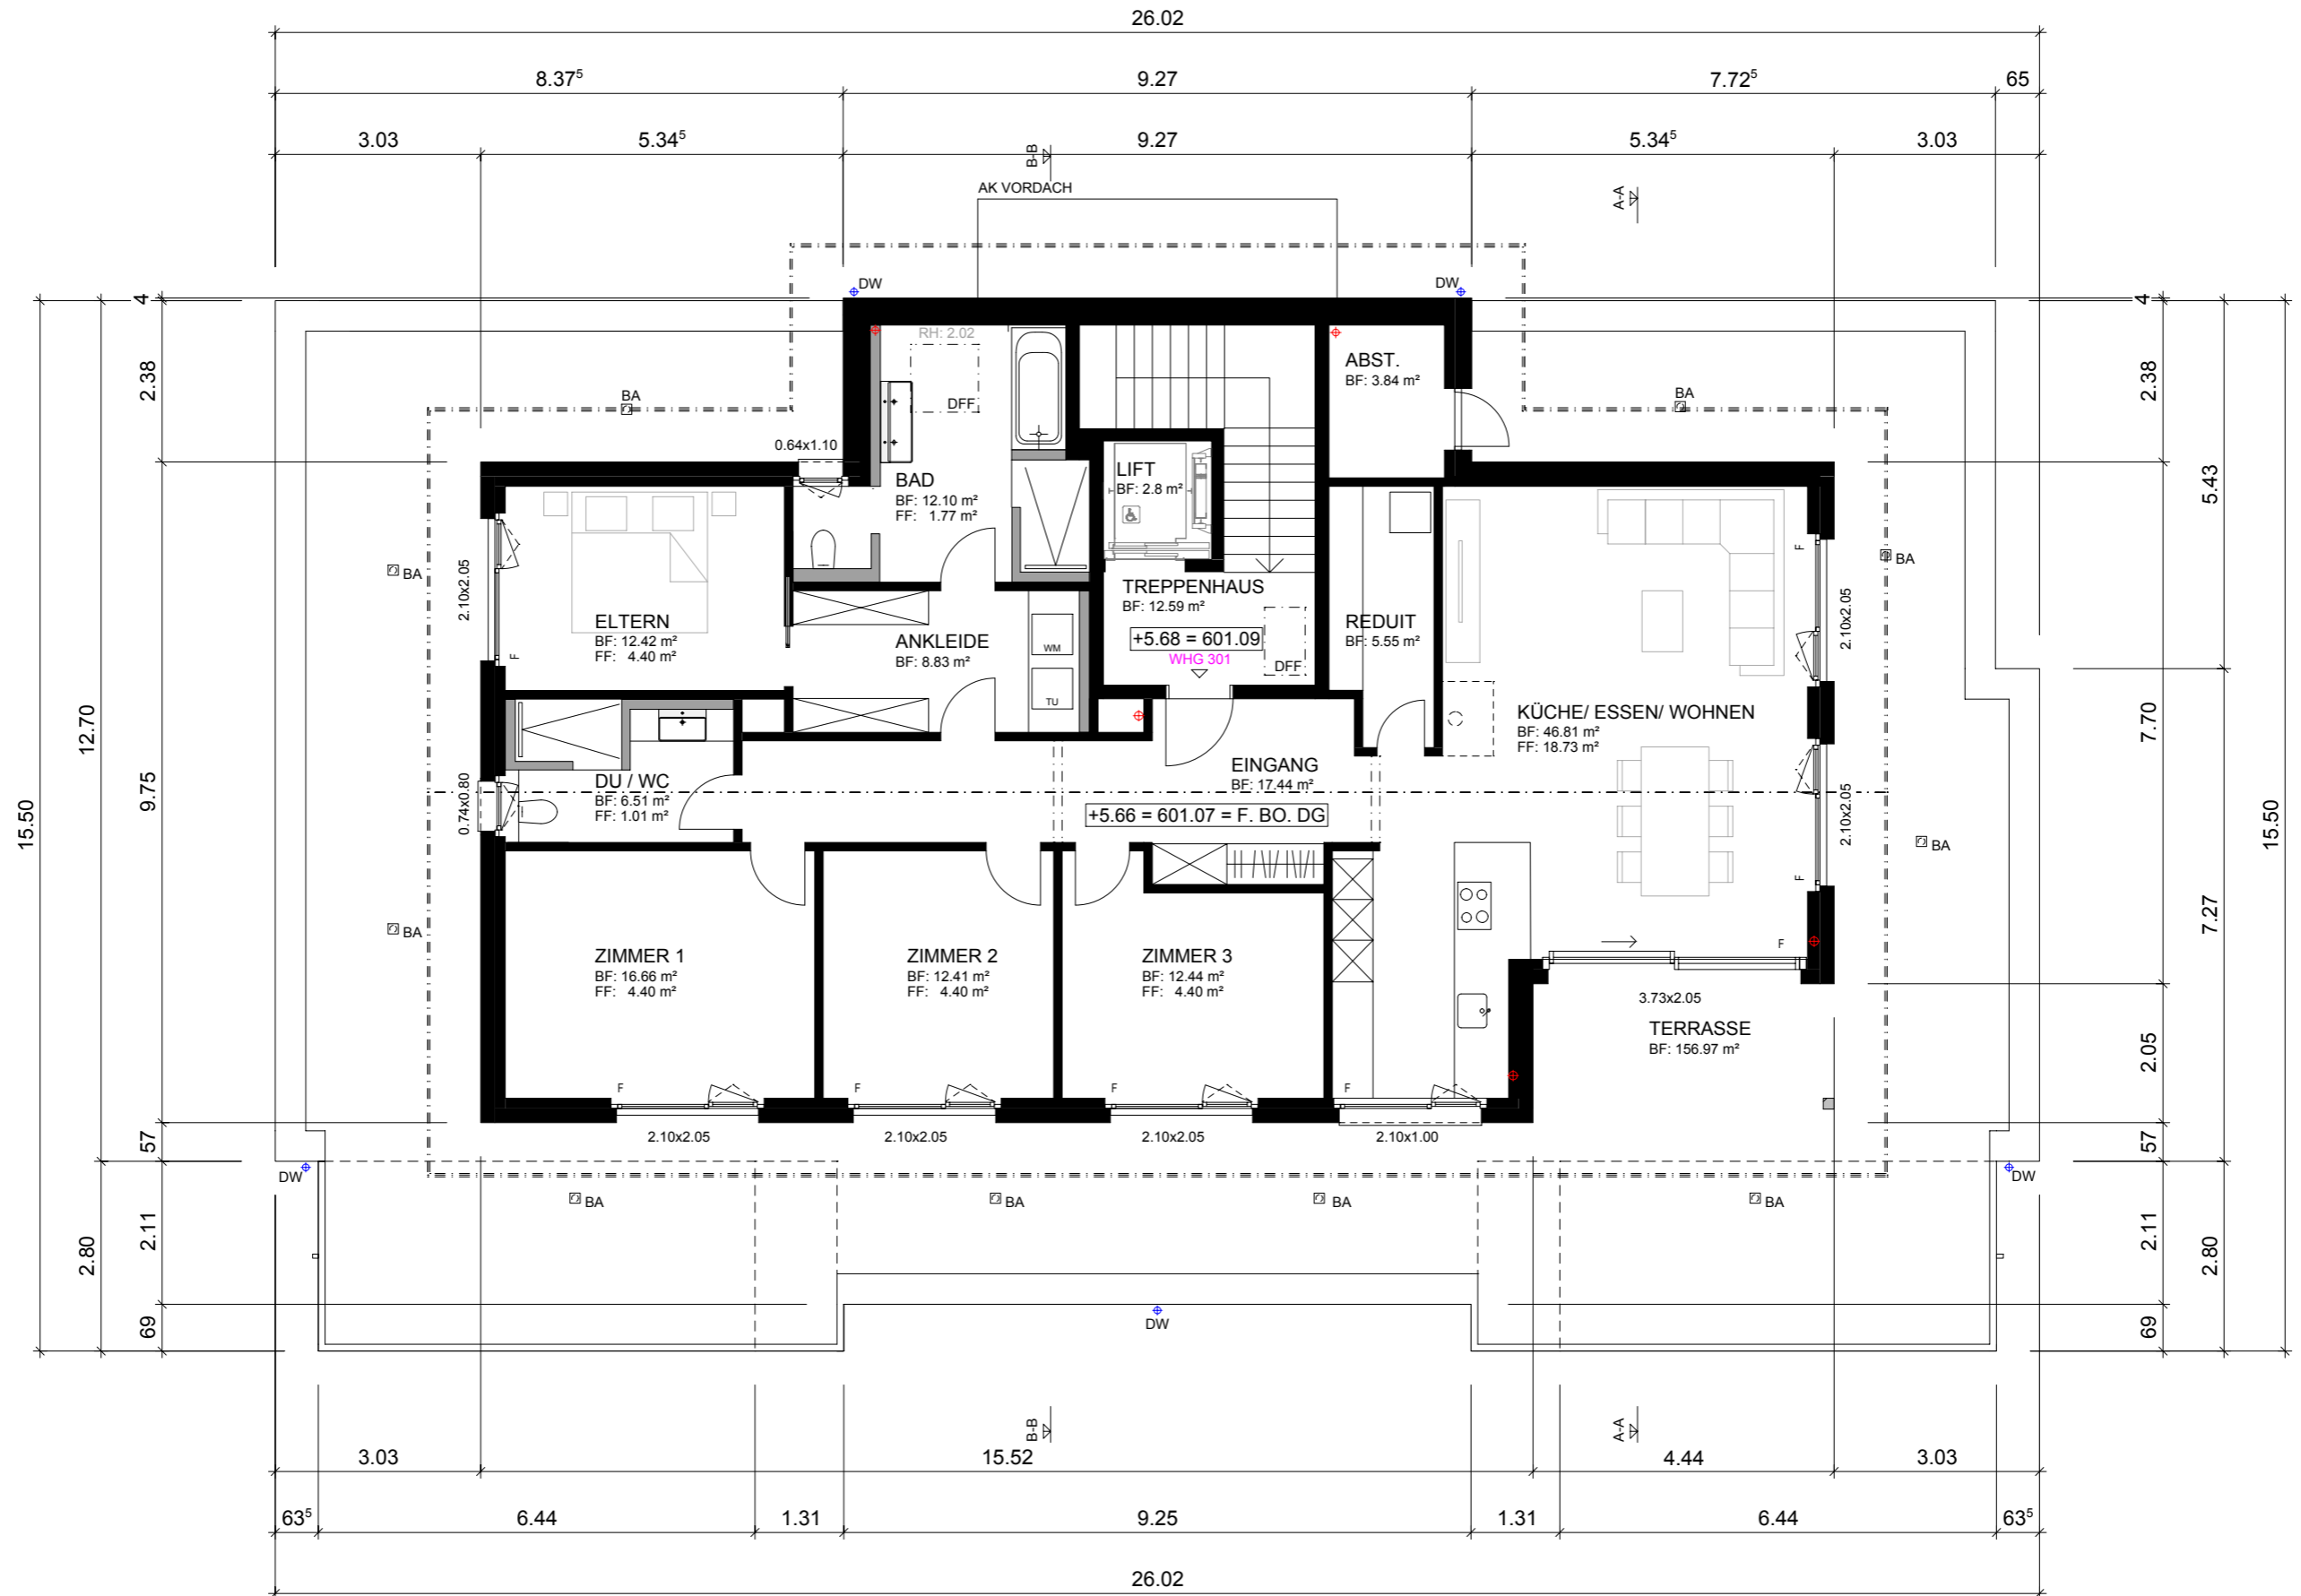 26.02
8.37⁵ 9.27 7.72⁵ 65
3.03 5.34⁵ 9.27 5.34⁵ 3.03
B-B
A-A
AK VORDACH
DW
DW
4
4
RH: 2.02
ABST.
BF: 3.84 m²
2.38
2.38
DFF
BA
BA
0.64x1.10
LIFT
BF: 2.8 m²
BAD
BF: 12.10 m²
FF: 1.77 m²
5.43
F
BA
BA
2.10x2.05
TREPPENHAUS
BF: 12.59 m²
ELTERN
BF: 12.42 m²
FF: 4.40 m²
F
ANKLEIDE
BF: 8.83 m²
WM
TU
+5.68 = 601.09
WHG 301
DFF
REDUIT
BF: 5.55 m²
2.10x2.05
12.70
7.70
KÜCHE/ ESSEN/ WOHNEN
BF: 46.81 m²
FF: 18.73 m²
EINGANG
BF: 17.44 m²
DU / WC
BF: 6.51 m²
FF: 1.01 m²
0.74x0.80
9.75
15.50
+5.66 = 601.07 = F. BO. DG
2.10x2.05
15.50
BA
F
BA
7.27
F
ZIMMER 1
BF: 16.66 m²
FF: 4.40 m²
ZIMMER 2
BF: 12.41 m²
FF: 4.40 m²
ZIMMER 3
BF: 12.44 m²
FF: 4.40 m²
3.73x2.05
TERRASSE
BF: 156.97 m²
2.05
F
F
F
F
2.10x2.05
2.10x2.05
2.10x2.05
2.10x1.00
57
57
DW
DW
BA
BA
BA
BA
2.11
2.11
2.80
2.80
69
69
DW
B-B
A-A
3.03 15.52 4.44 3.03
63⁵ 6.44 1.31 9.25 1.31 6.44 63⁵
26.02